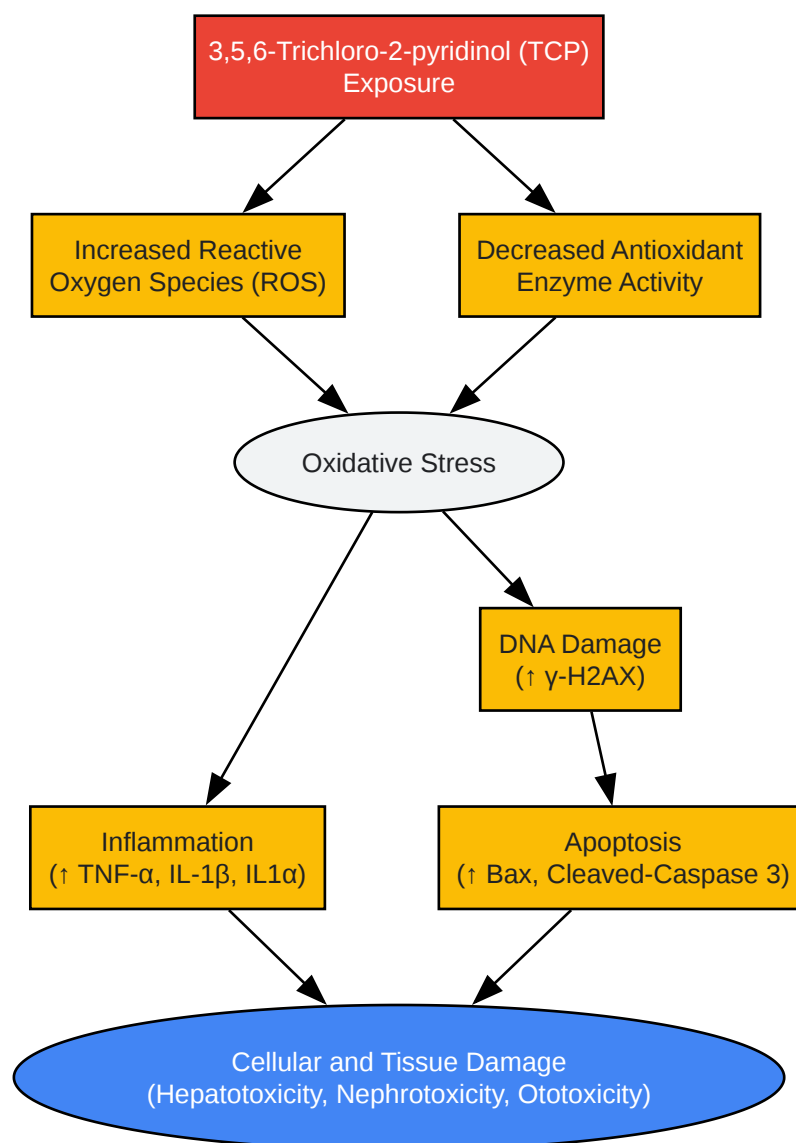 3,5,6-Trichloro-2-pyridinol (TCP)
Exposure
Increased Reactive
Oxygen Species (ROS)
Decreased Antioxidant
Enzyme Activity
Oxidative Stress
DNA Damage
(↑ γ-H2AX)
Inflammation
(↑ TNF-α, IL-1β, IL1α)
Apoptosis
(↑ Bax, Cleaved-Caspase 3)
Cellular and Tissue Damage
(Hepatotoxicity, Nephrotoxicity, Ototoxicity)